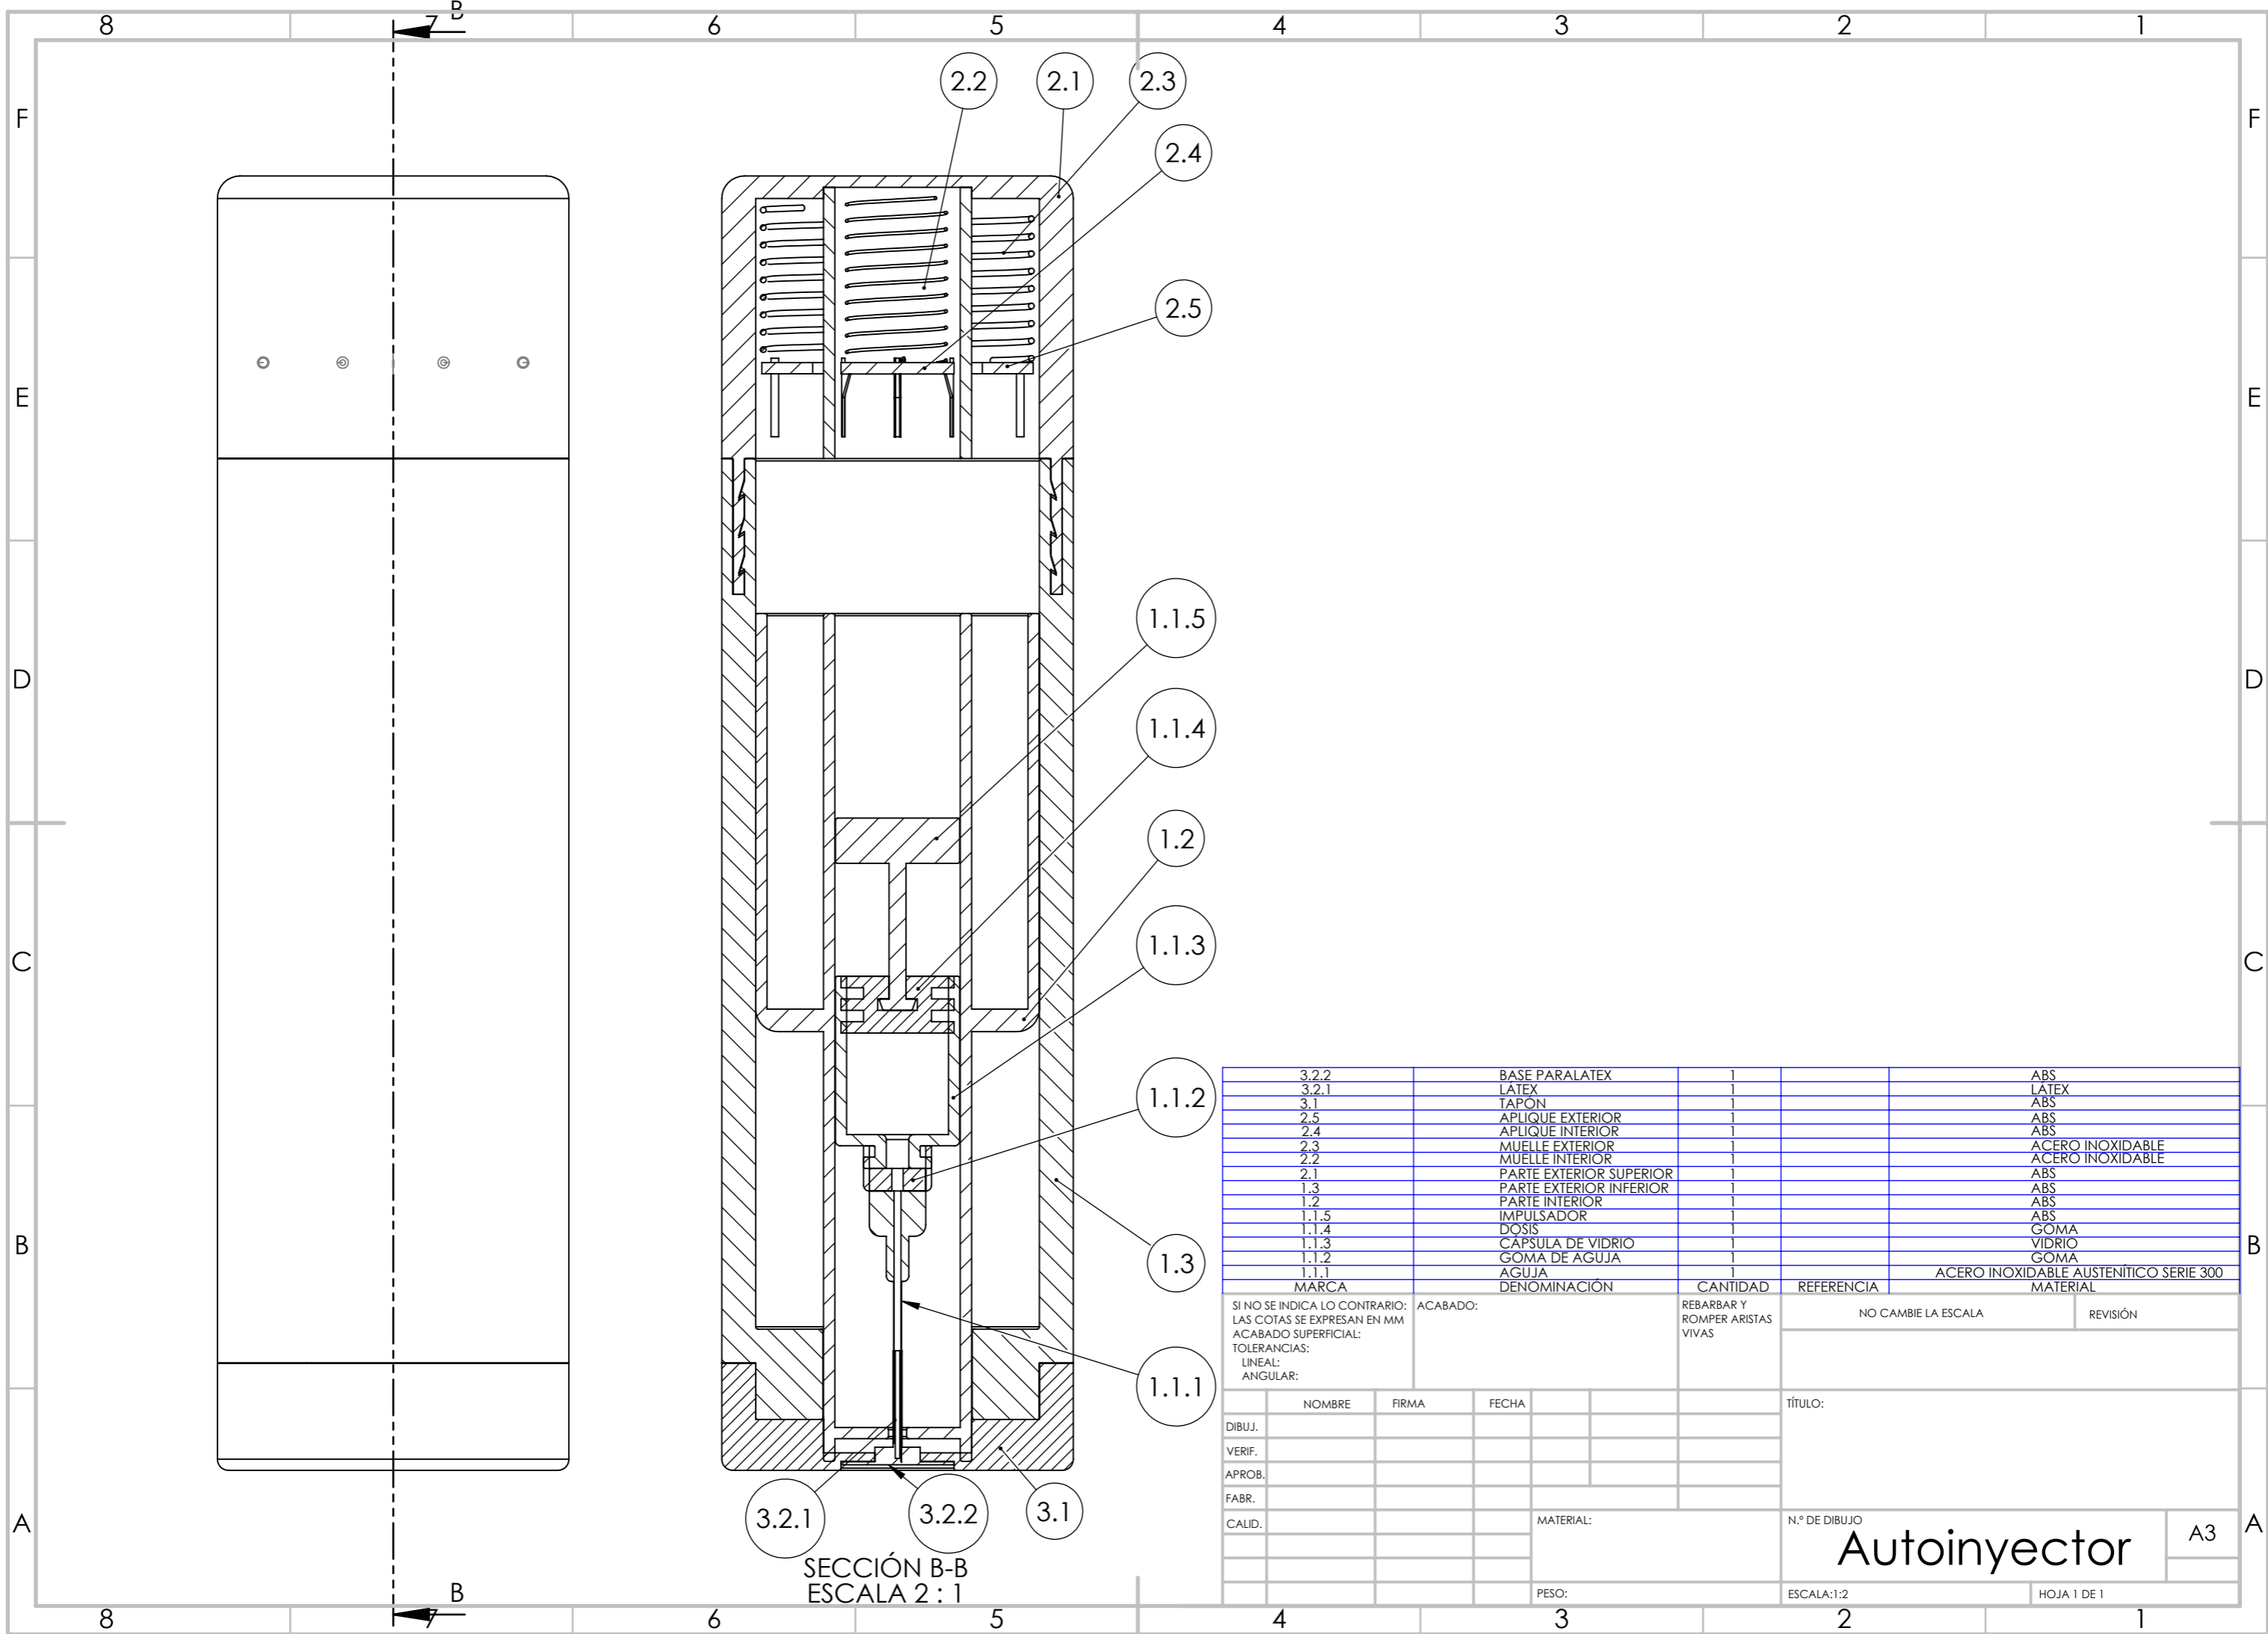 8 7 6 5 4 3 2 1
B
F F
E E
D D
C C
B B
A A
2.2
2.1
2.3
2.4
2.5
1.1.5
1.1.4
1.2
1.1.3
1.1.2
1.3
1.1.1
3.2.1
3.2.2
3.1
SECCIÓN B-B
ESCALA 2 : 1
B
3.2.2 BASE PARALATEX 1 ABS
3.2.1 LÁTEX 1 LÁTEX
3.1 TAPÓN 1 ABS
2.5 APLIQUE EXTERIOR 1 ABS
2.4 APLIQUE INTERIOR 1 ABS
2.3 MUELLE EXTERIOR 1 ACERO INOXIDABLE
2.2 MUELLE INTERIOR 1 ACERO INOXIDABLE
2.1 PARTE EXTERIOR SUPERIOR 1 ABS
1.3 PARTE EXTERIOR INFERIOR 1 ABS
1.2 PARTE INTERIOR 1 ABS
1.1.5 IMPULSADOR 1 ABS
1.1.4 DOSIS 1 GOMA
1.1.3 CÁPSULA DE VIDRIO 1 VIDRIO
1.1.2 GOMA DE AGUJA 1 GOMA
1.1.1 AGUJA 1 ACERO INOXIDABLE AUSTENÍTICO SERIE 300
MARCA DENOMINACIÓN CANTIDAD REFERENCIA MATERIAL
SI NO SE INDICA LO CONTRARIO:
LAS COTAS SE EXPRESAN EN MM
ACABADO SUPERFICIAL:
TOLERANCIAS:
LINEAL:
ANGULAR:
ACABADO:
REBARBAR Y
ROMPER ARISTAS
VIVAS
NO CAMBIE LA ESCALA
REVISIÓN
NOMBRE FIRMA FECHA
DIBUJ.
VERIF.
APROB.
FABR.
CALID.
TÍTULO:
MATERIAL:
N.º DE DIBUJO
Autoinyector
A3
PESO:
ESCALA:1:2
HOJA 1 DE 1
8 7 6 5 4 3 2 1